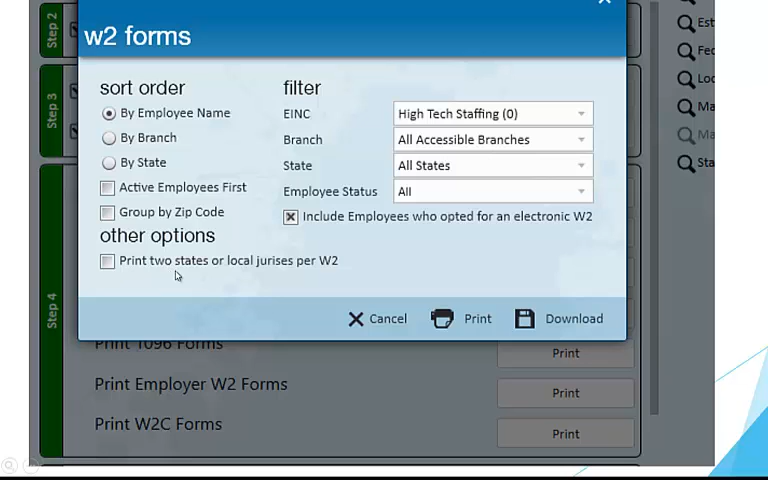 Step 2
w2 forms
Est
Fec
Step 3
sort order
filter
Loc
By Employee Name
EINC
High Tech Staffing (0)
Ma
By Branch
Branch
All Accessible Branches
Ma
By State
State
All States
Sta
Active Employees First
Employee Status
All
Group by Zip Code
Include Employees who opted for an electronic W2
other options
Print two states or local jurises per W2
Step 4
Cancel
Print
Download
Print 1096 Forms
Print
Print Employer W2 Forms
Print
Print W2C Forms
Print